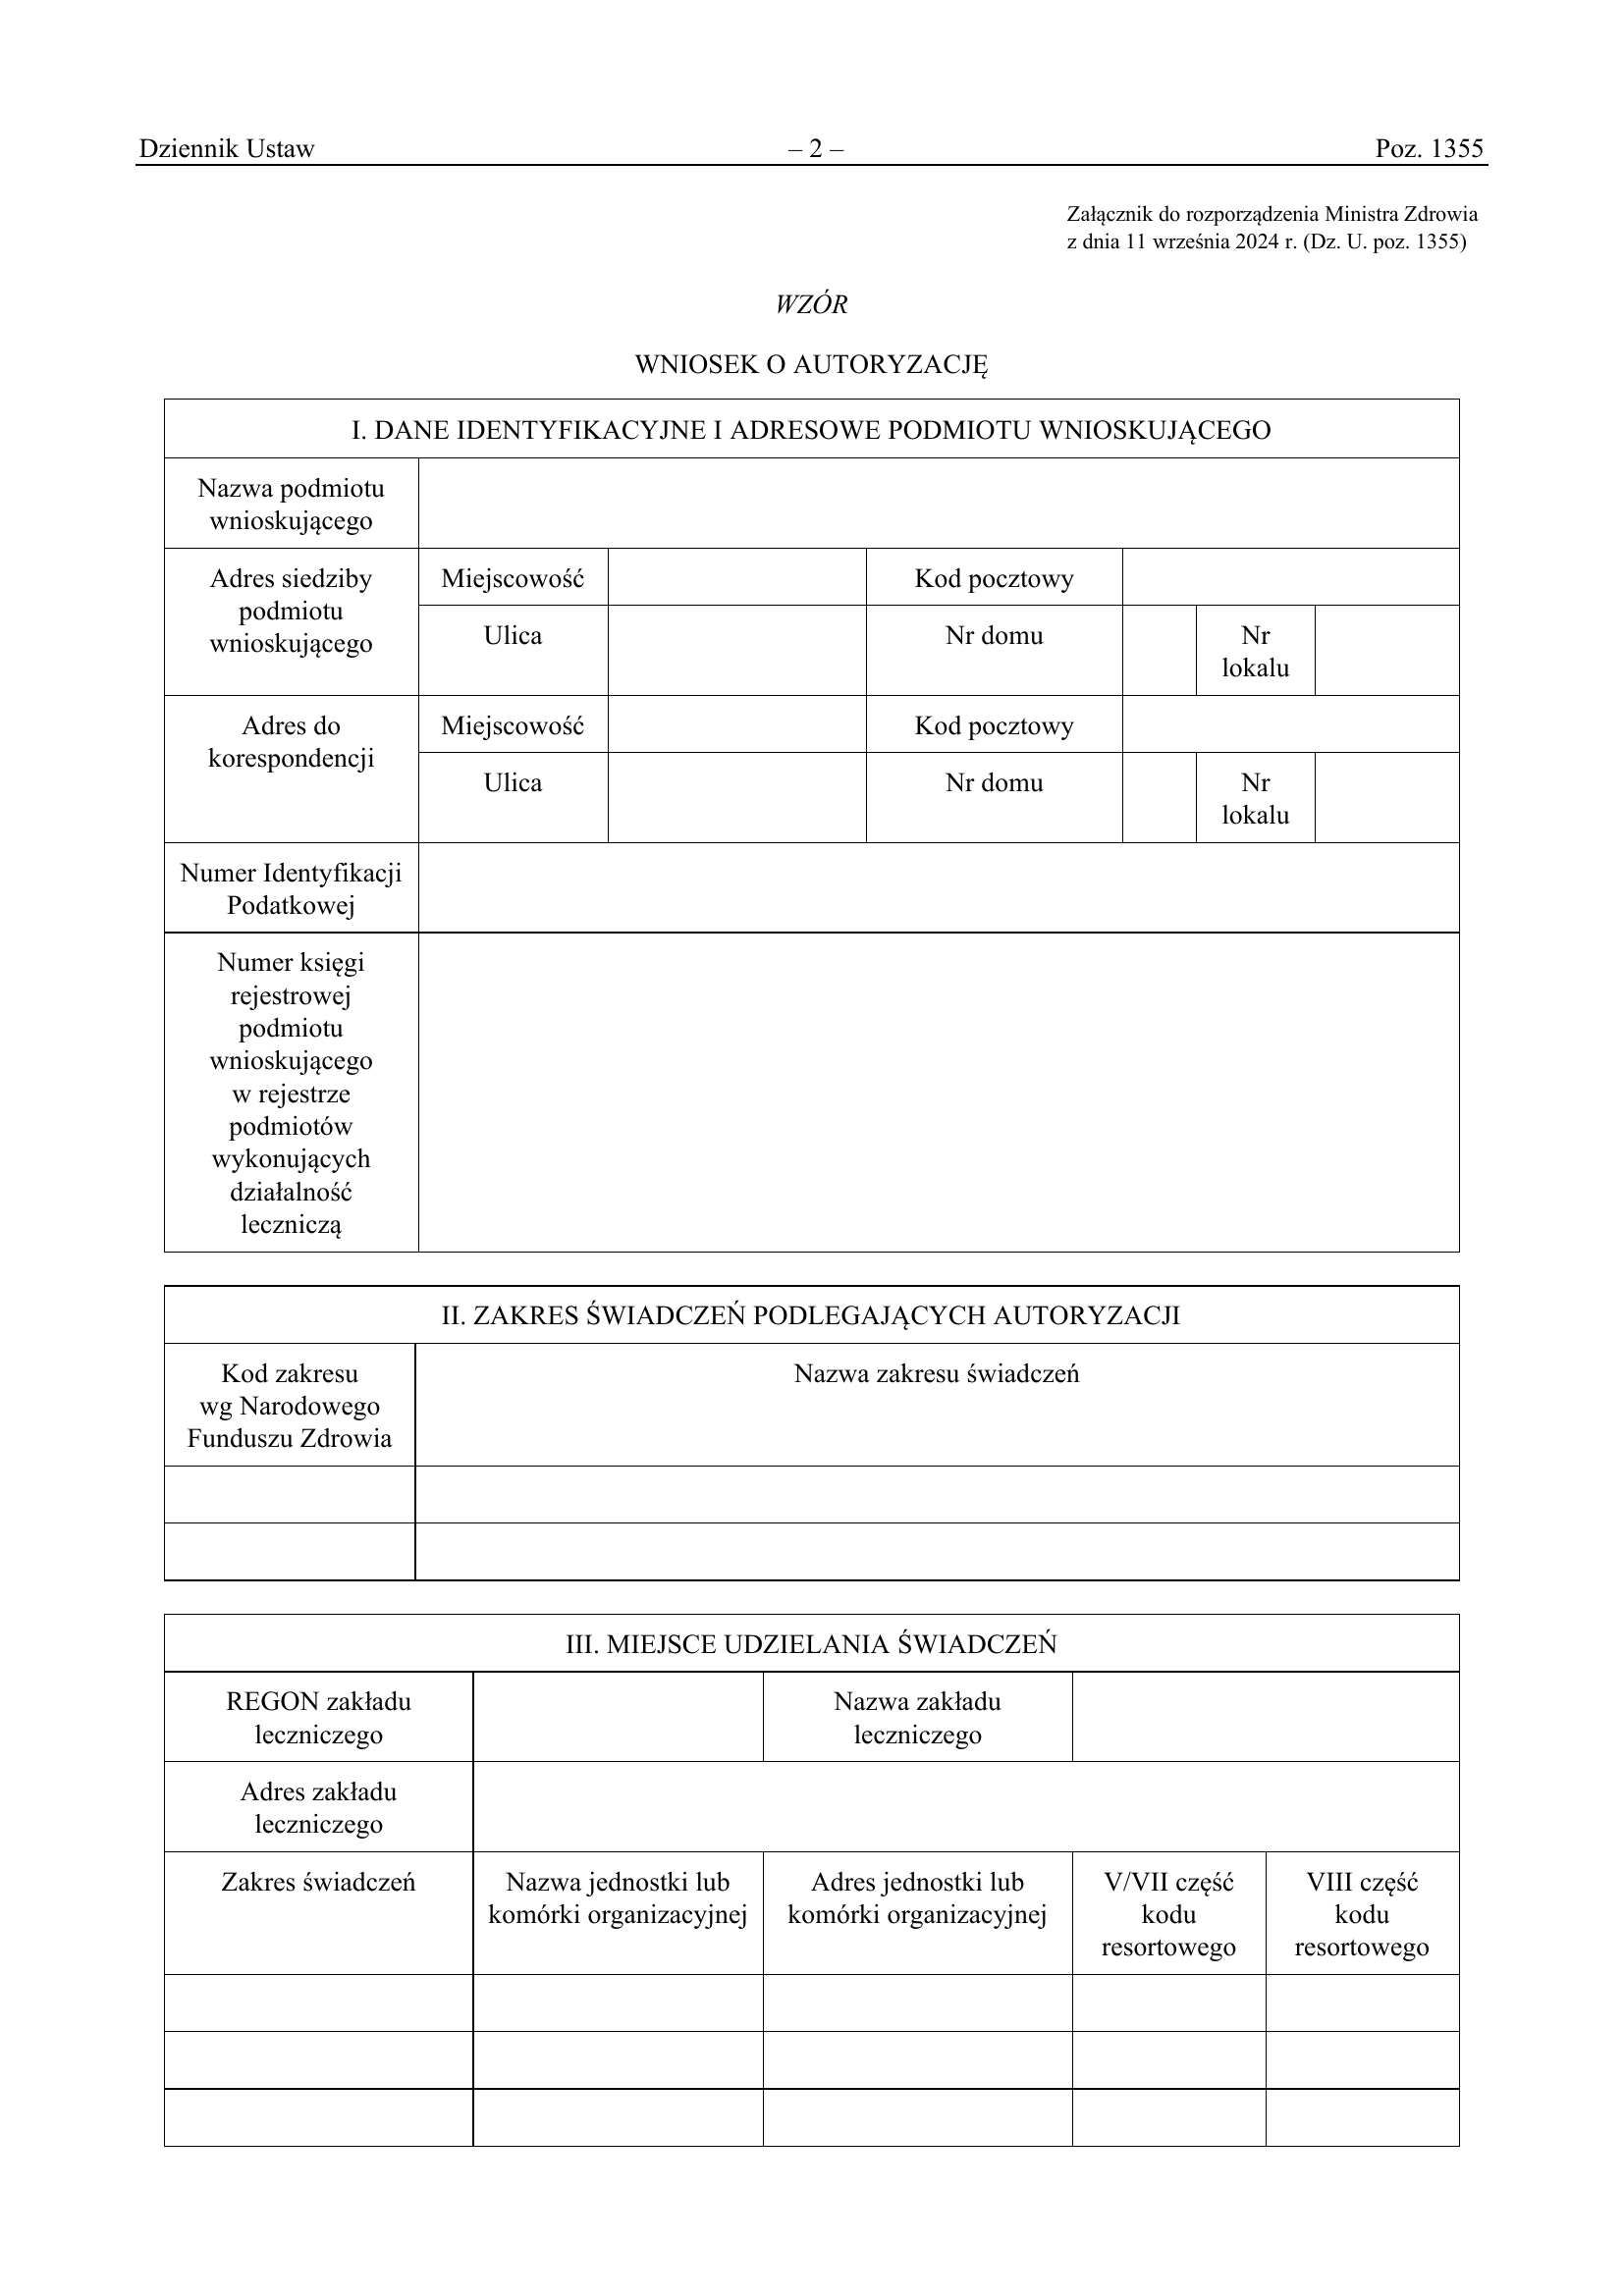 Dziennik Ustaw
– 2 –
Poz. 1355
Załącznik do rozporządzenia Ministra Zdrowia
z dnia 11 września 2024 r. (Dz. U. poz. 1355)
WZÓR
WNIOSEK O AUTORYZACJĘ
I. DANE IDENTYFIKACYJNE I ADRESOWE PODMIOTU WNIOSKUJĄCEGO
Nazwa podmiotu
wnioskującego
Adres siedziby
podmiotu
wnioskującego
Miejscowość
Kod pocztowy
Ulica
Nr domu
Nr
lokalu
Adres do
korespondencji
Miejscowość
Kod pocztowy
Ulica
Nr domu
Nr
lokalu
Numer Identyfikacji
Podatkowej
Numer księgi
rejestrowej
podmiotu
wnioskującego
w rejestrze
podmiotów
wykonujących
działalność
leczniczą
II. ZAKRES ŚWIADCZEŃ PODLEGAJĄCYCH AUTORYZACJI
Kod zakresu
wg Narodowego
Funduszu Zdrowia
Nazwa zakresu świadczeń
III. MIEJSCE UDZIELANIA ŚWIADCZEŃ
REGON zakładu
leczniczego
Nazwa zakładu
leczniczego
Adres zakładu
leczniczego
Zakres świadczeń
Nazwa jednostki lub
komórki organizacyjnej
Adres jednostki lub
komórki organizacyjnej
V/VII część
kodu
resortowego
VIII część
kodu
resortowego